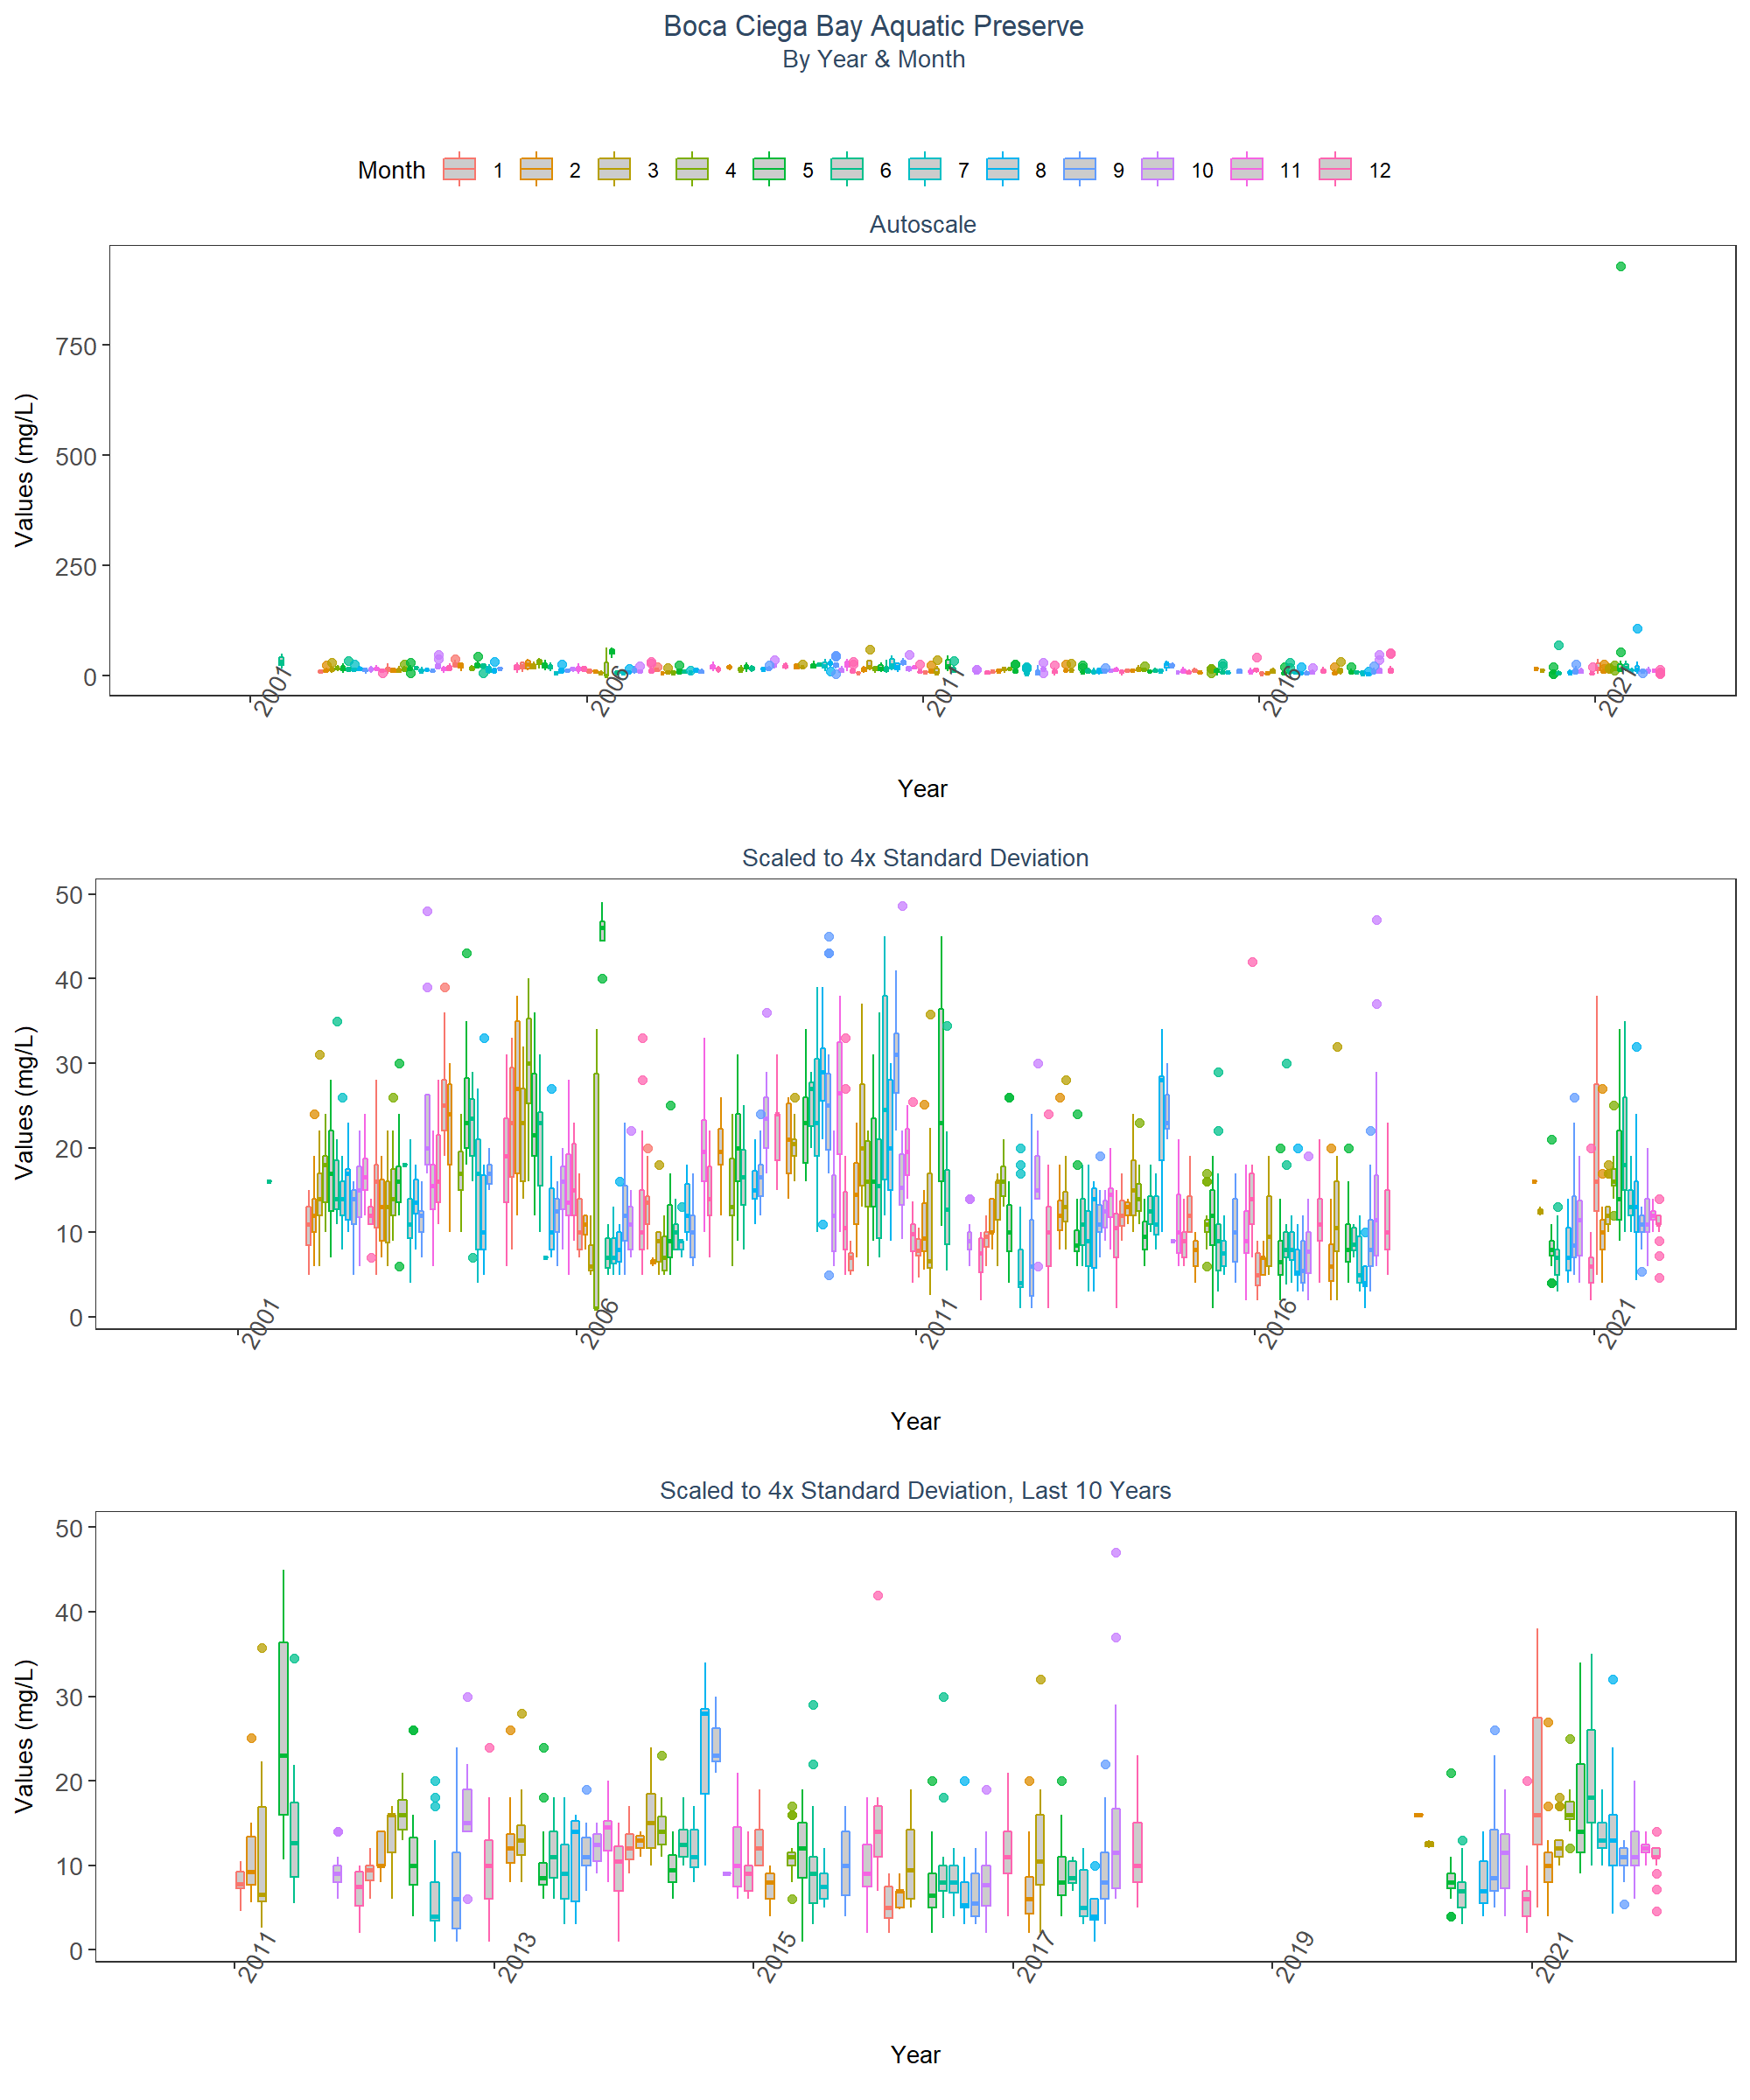 Boca Ciega Bay Aquatic Preserve
By Year & Month
Month 1 2 3 4 5 6 7 8 9 10 11 12
Autoscale
Values (mg/L)
750
500
250
0
2001 2006 2011 2016 2021
Year
Scaled to 4x Standard Deviation
Values (mg/L)
50
40
30
20
10
0
2001 2006 2011 2016 2021
Year
Scaled to 4x Standard Deviation, Last 10 Years
Values (mg/L)
50
40
30
20
10
0
2011 2013 2015 2017 2019 2021
Year